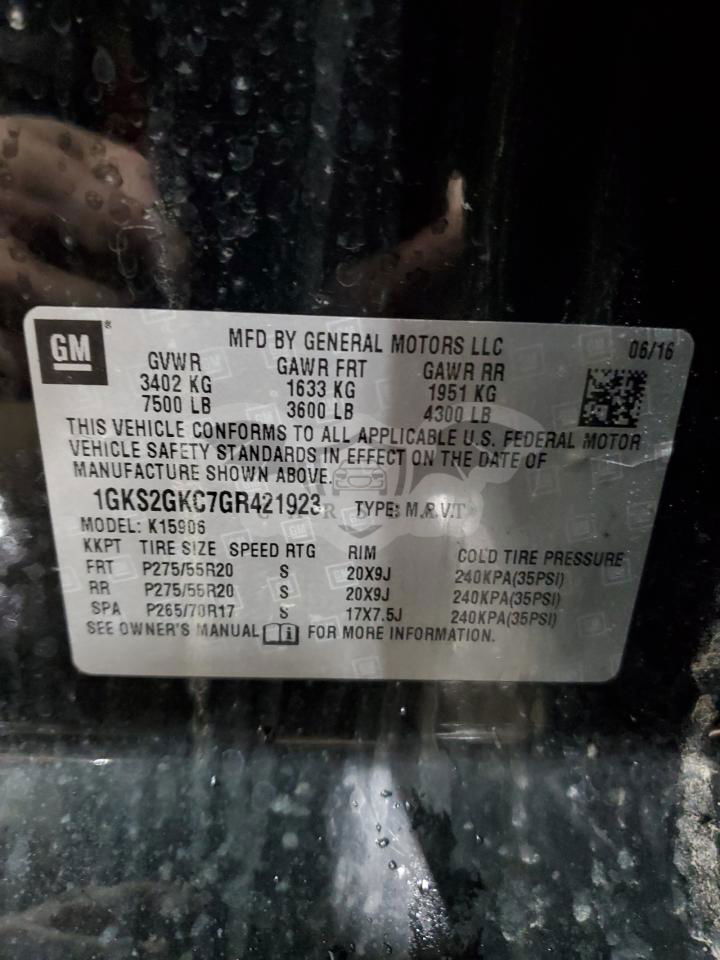 GM
MFD BY GENERAL MOTORS LLC 06/16
GVWR GAWR FRT GAWR RR
3402 KG 1633 KG 1951 KG
7500 LB 3600 LB 4300 LB
THIS VEHICLE CONFORMS TO ALL APPLICABLE U.S. FEDERAL MOTOR
VEHICLE SAFETY STANDARDS IN EFFECT ON THE DATE OF
MANUFACTURE SHOWN ABOVE.
1GKS2GKC7GR421923 TYPE: M.P.V.
MODEL: K15906
KKPT TIRE SIZE SPEED RTG RIM COLD TIRE PRESSURE
FRT P275/55R20 S 20X9J 240KPA(35PSI)
RR P275/55R20 S 20X9J 240KPA(35PSI)
SPA P265/70R17 S 17X7.5J 240KPA(35PSI)
SEE OWNER'S MANUAL FOR MORE INFORMATION.